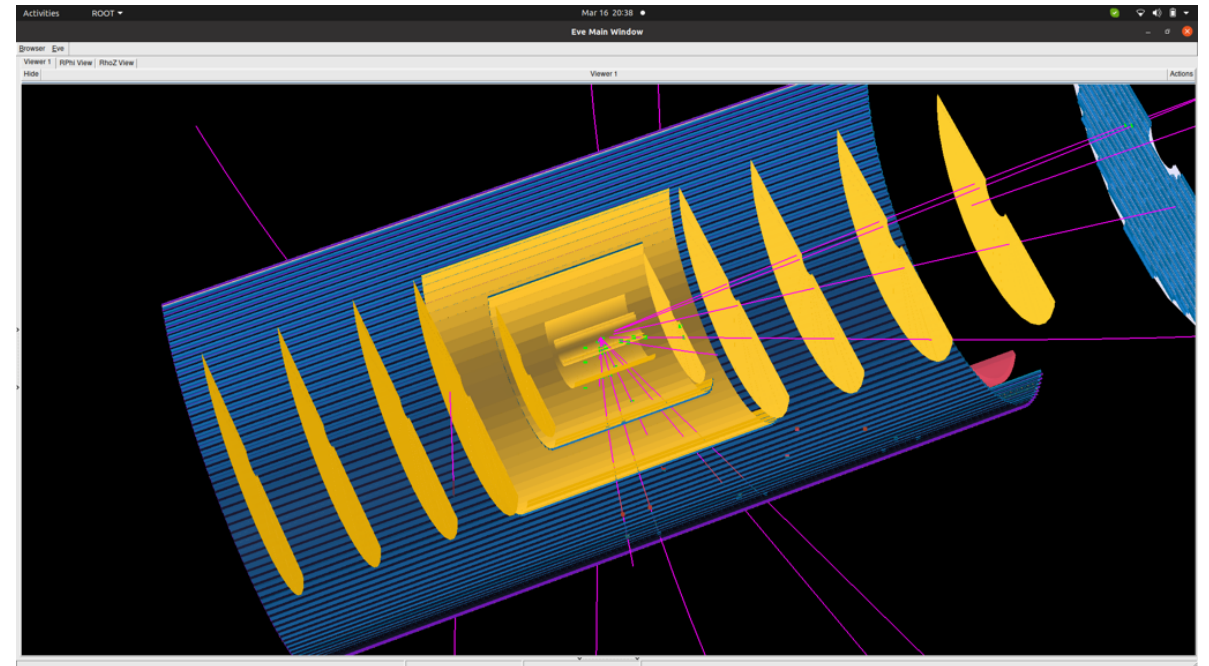 Activities ROOT Mar 16 20:38
Eve Main Window
Browser Eve
Viewer 1 RPhi View RhoZ View
Hide Viewer 1 Actions